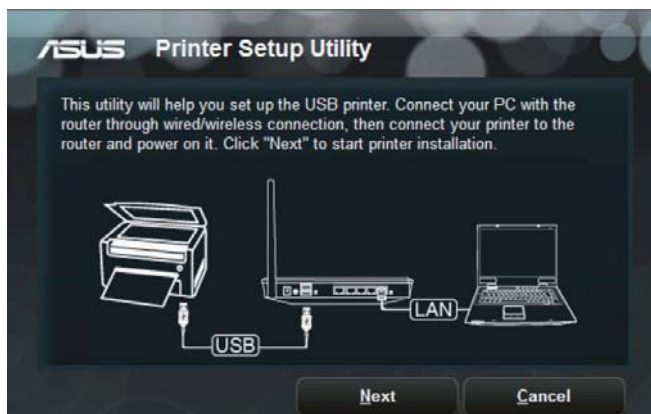 ASUS Printer Setup Utility
This utility will help you set up the USB printer. Connect your PC with the
router through wired/wireless connection, then connect your printer to the
router and power on it. Click "Next" to start printer installation.
LAN
USB
Next Cancel